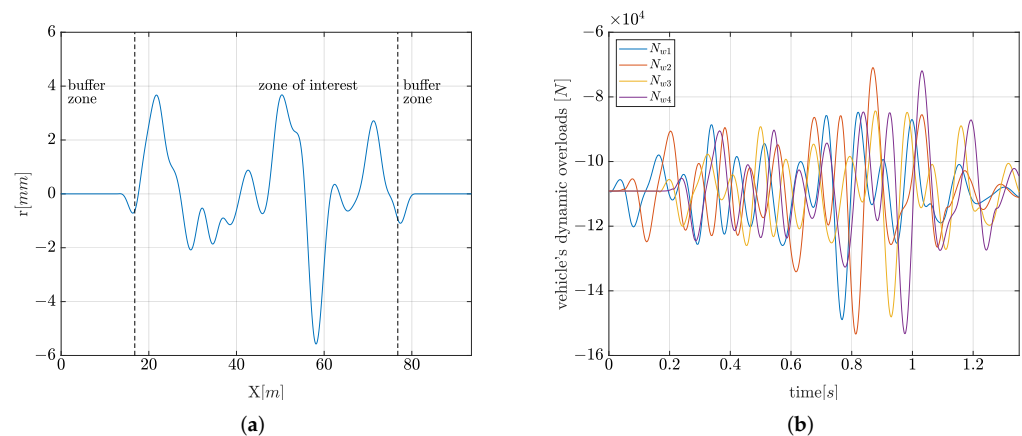 6
4
2
0
−2
−4
−6
r[mm]
buffer
zone
zone of interest
buffer
zone
0
20
40
60
80
X[m]
(a)
×10⁴
−6
−8
−10
−12
−14
−16
vehicle's dynamic overloads [N]
N_w1
N_w2
N_w3
N_w4
0
0.2
0.4
0.6
0.8
1
1.2
time[s]
(b)